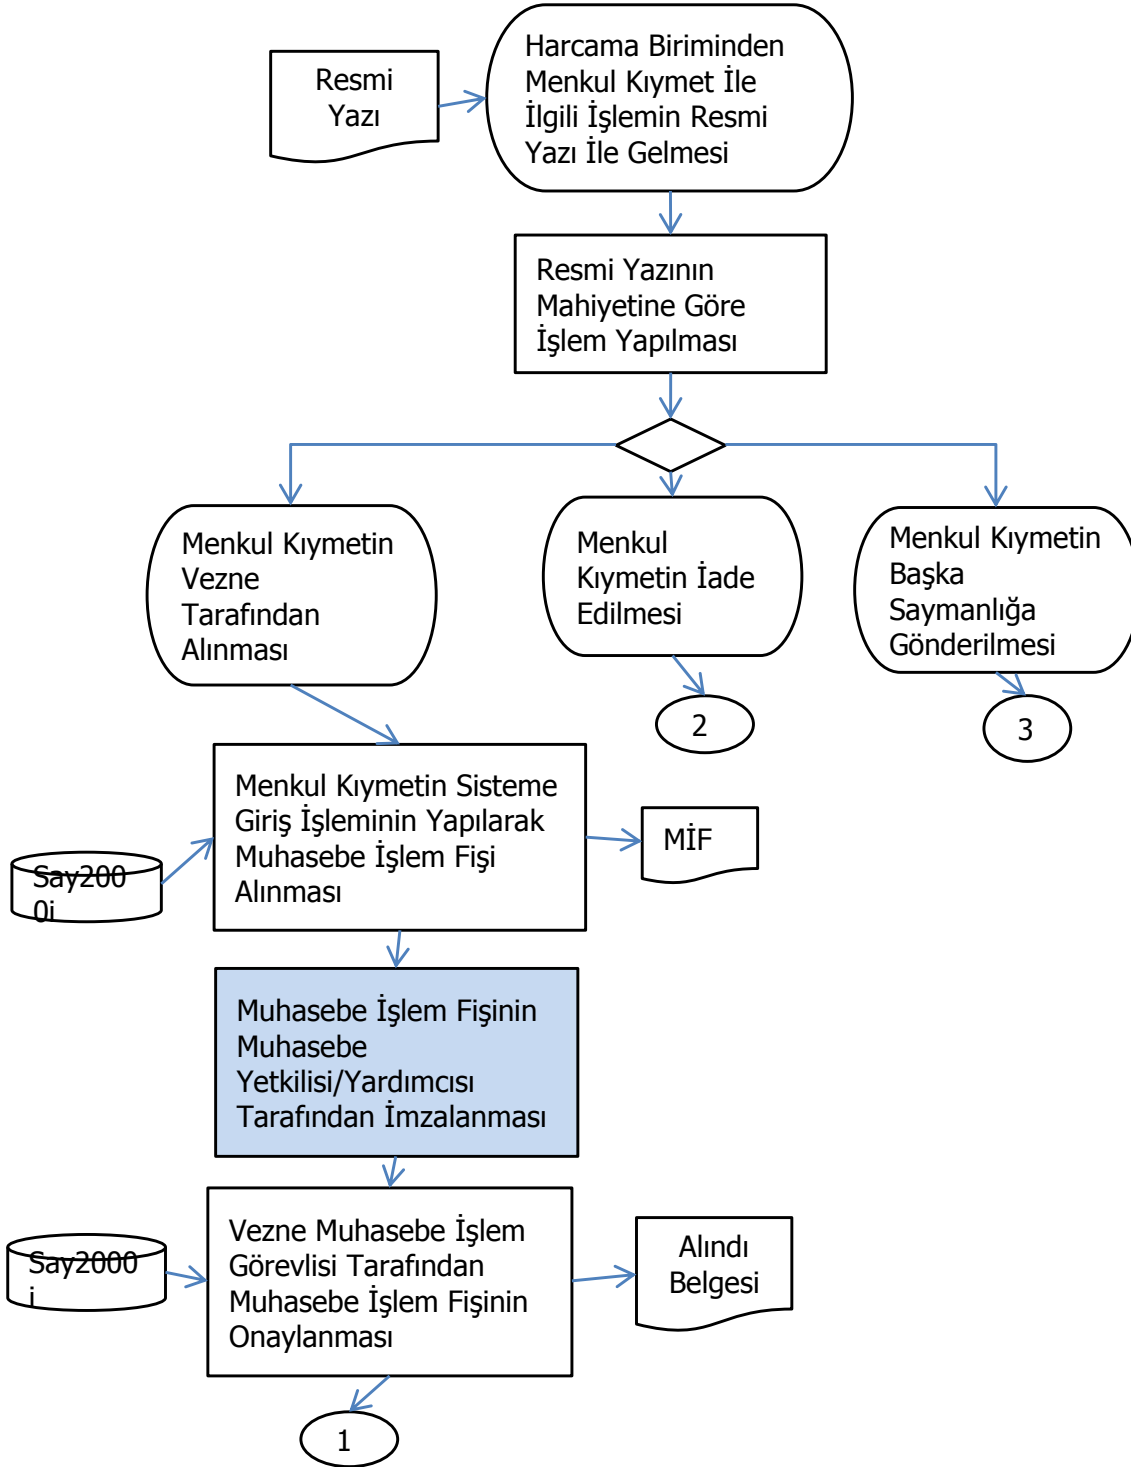 Resmi
Yazı
Harcama Biriminden
Menkul Kıymet İle
İlgili İşlemin Resmi
Yazı İle Gelmesi
Resmi Yazının
Mahiyetine Göre
İşlem Yapılması
Menkul Kıymetin
Vezne
Tarafından
Alınması
Menkul
Kıymetin İade
Edilmesi
Menkul Kıymetin
Başka
Saymanlığa
Gönderilmesi
2
3
Menkul Kıymetin Sisteme
Giriş İşleminin Yapılarak
Muhasebe İşlem Fişi
Alınması
MİF
Say200
0i
Muhasebe İşlem Fişinin
Muhasebe
Yetkilisi/Yardımcısı
Tarafından İmzalanması
Say2000
i
Vezne Muhasebe İşlem
Görevlisi Tarafından
Muhasebe İşlem Fişinin
Onaylanması
Alındı
Belgesi
1